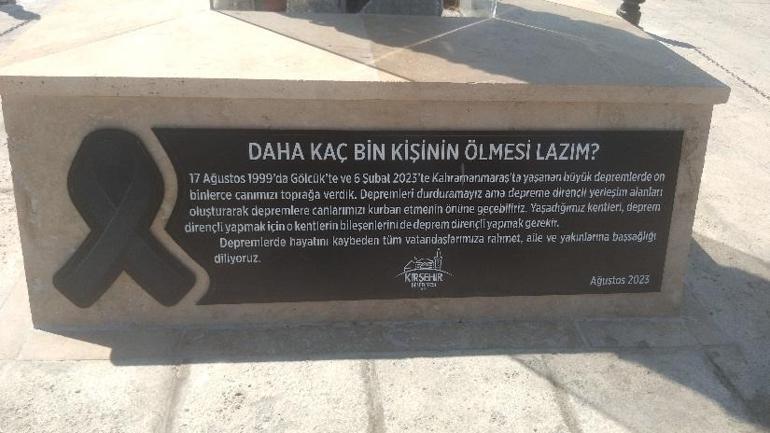 DAHA KAÇ BİN KİŞİNİN ÖLMESİ LAZIM?
17 Ağustos 1999'da Gölcük'te ve 6 Şubat 2023'te Kahramanmaraş'ta yaşanan büyük depremlerde on
binlerce canımızı toprağa verdik. Depremleri durduramayız ama depreme dirençli yerleşim alanları
oluşturarak depremlere canlarımızı kurban etmenin önüne geçebiliriz. Yaşadığımız kentleri, deprem
dirençli yapmak için o kentlerin bileşenlerini de deprem dirençli yapmak gerekir.
Depremlerde hayatını kaybeden tüm vatandaşlarımıza rahmet, aile ve yakınlarına başsağlığı
diliyoruz.
KIRŞEHİR
Ağustos 2023